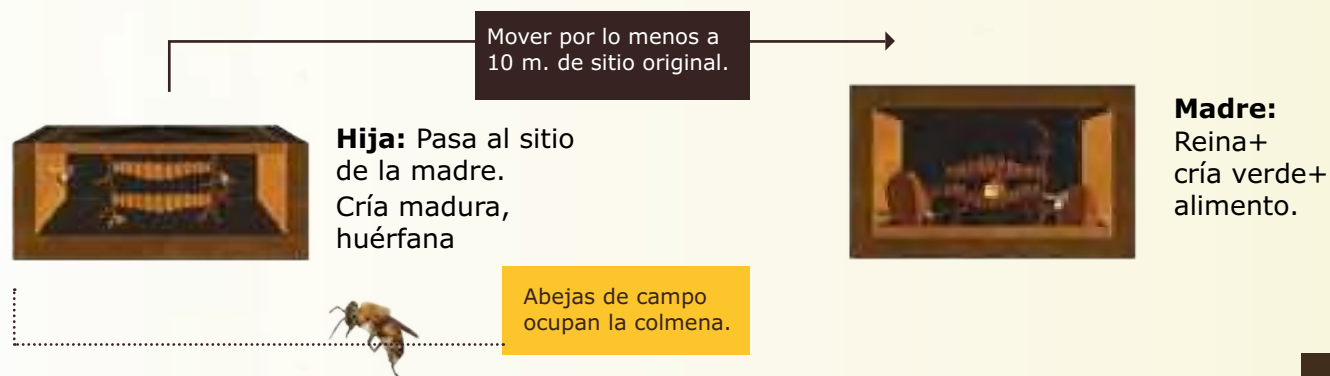 Mover por lo menos a
10 m. de sitio original.
Hija: Pasa al sitio
de la madre.
Cría madura,
huérfana
Madre:
Reina+
cría verde+
alimento.
Abejas de campo
ocupan la colmena.